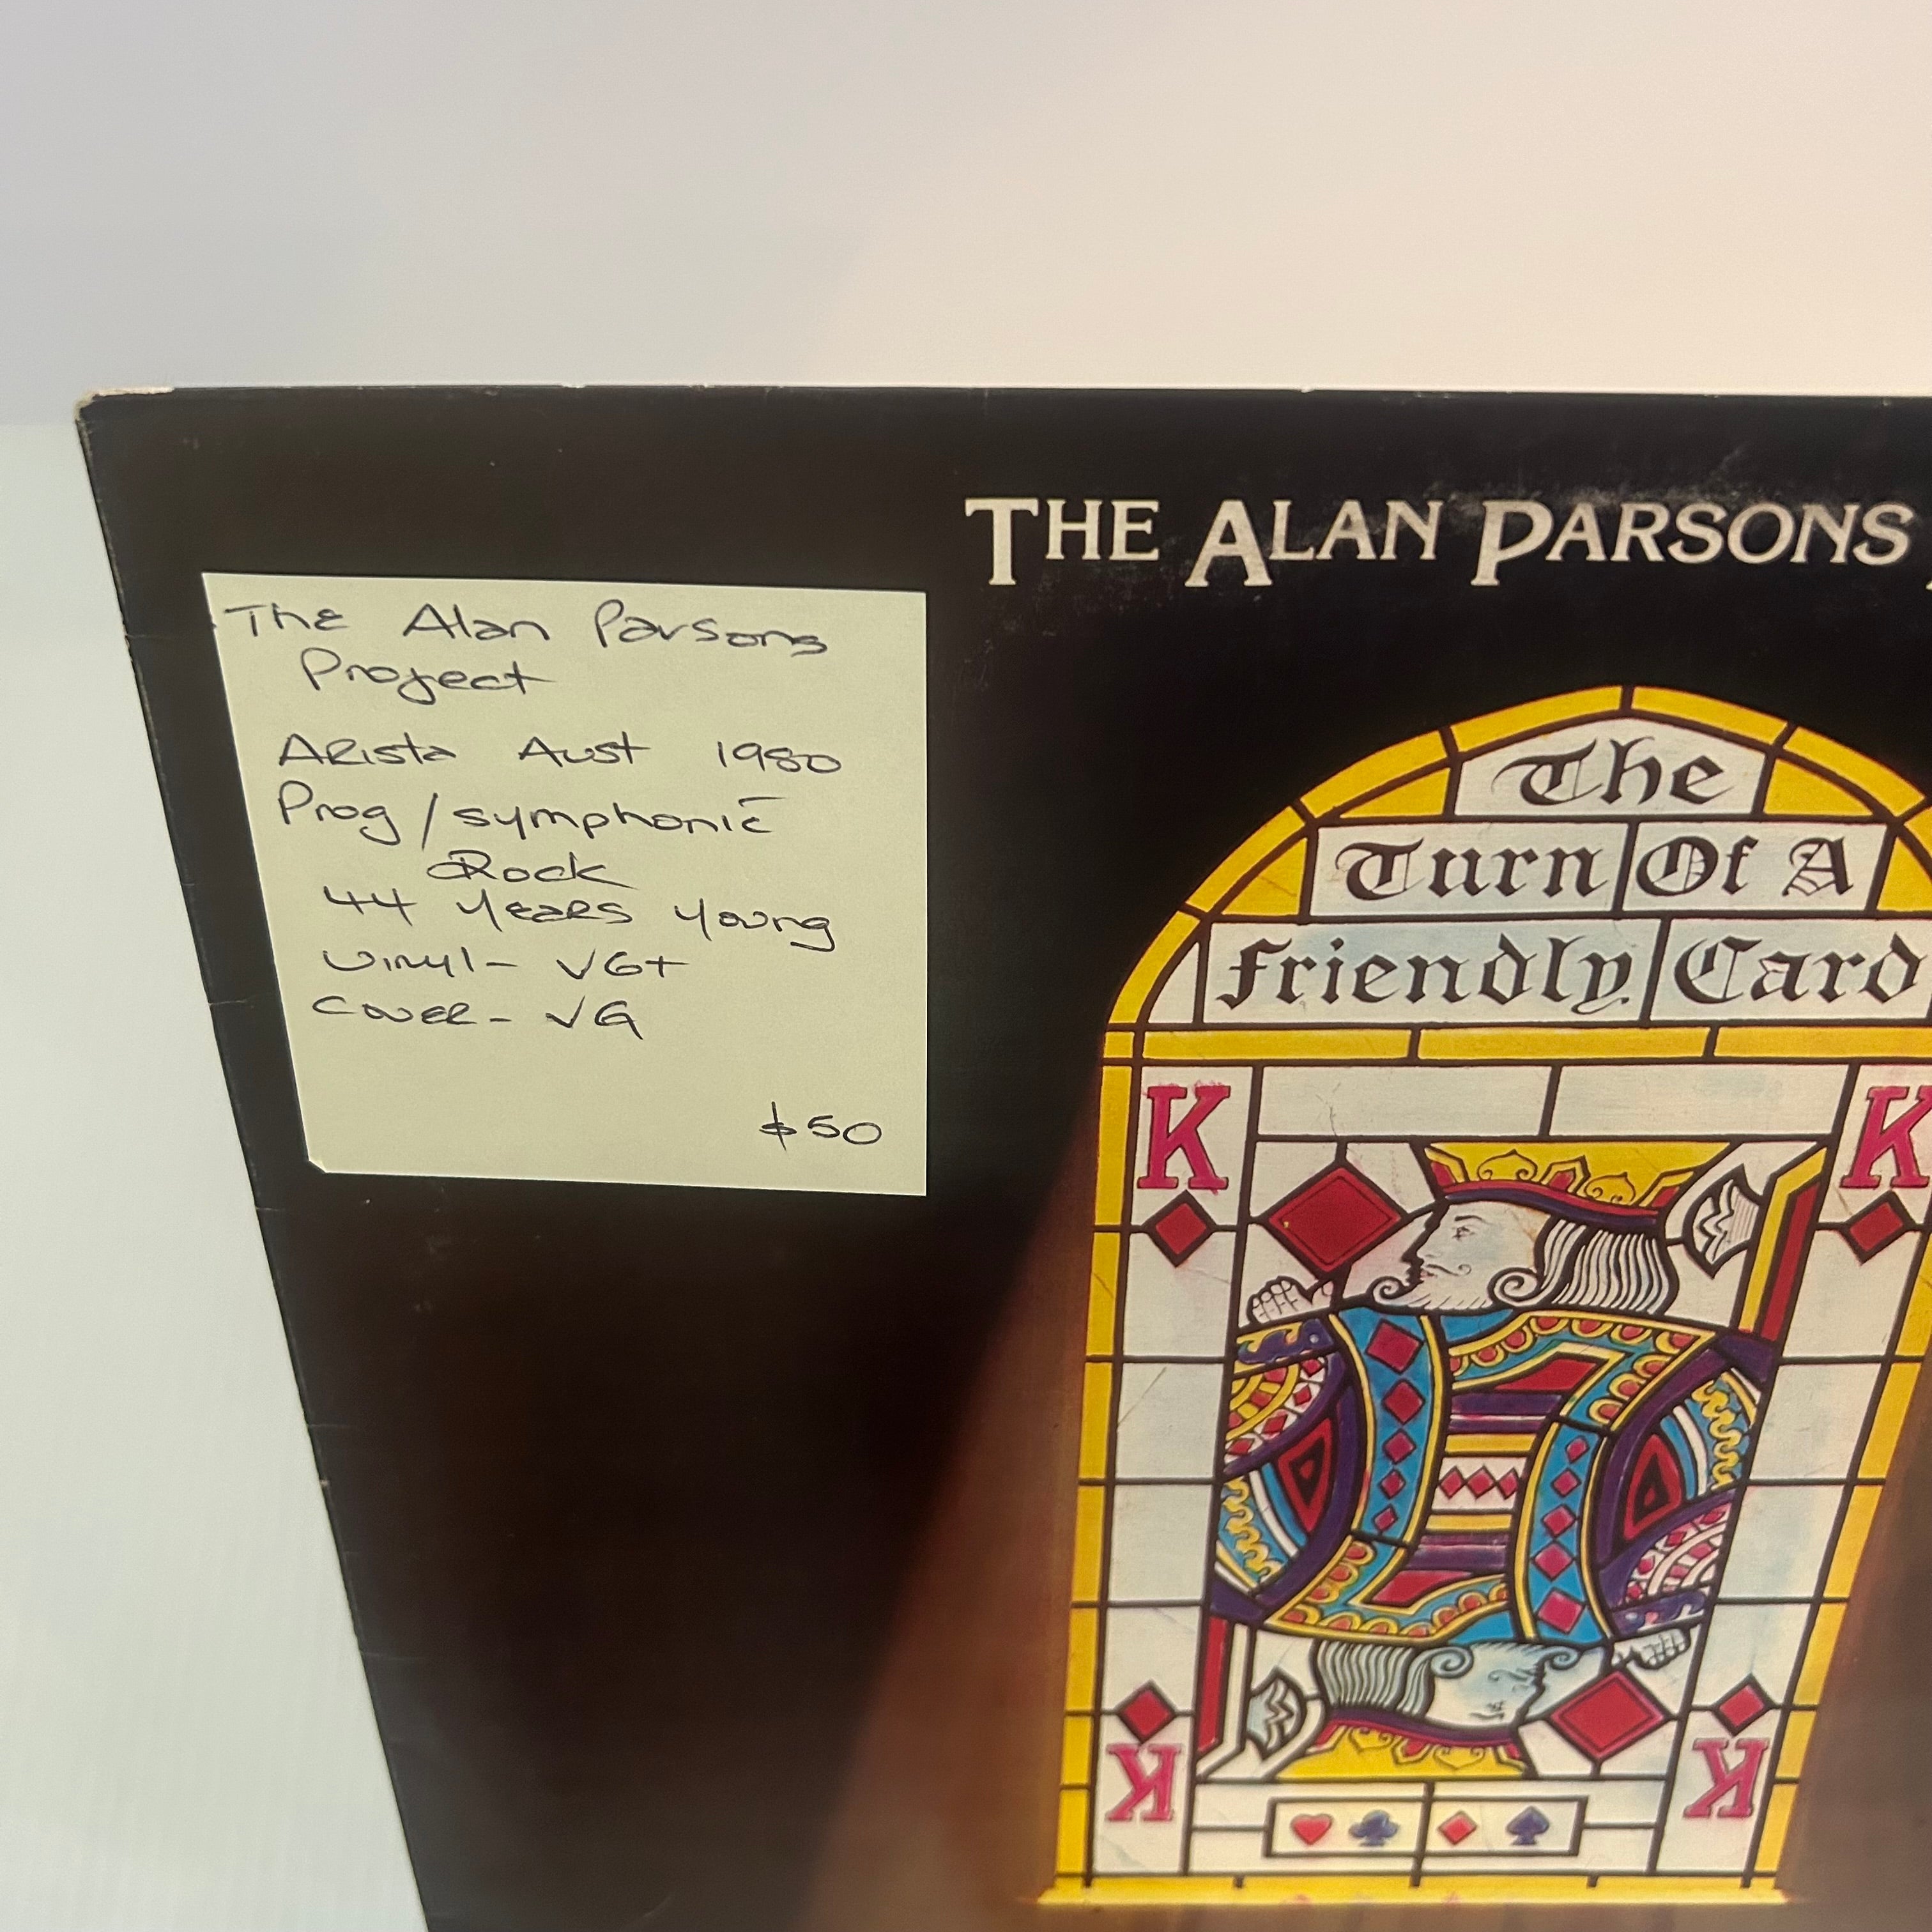 The Alan Parsons
Project
Arista Aust 1980
Prog/symphonic
Rock
44 years young
Vinyl - VG+
Cover - VG
$50
THE ALAN PARSONS
The
Turn Of A
Friendly Card
K K
K K